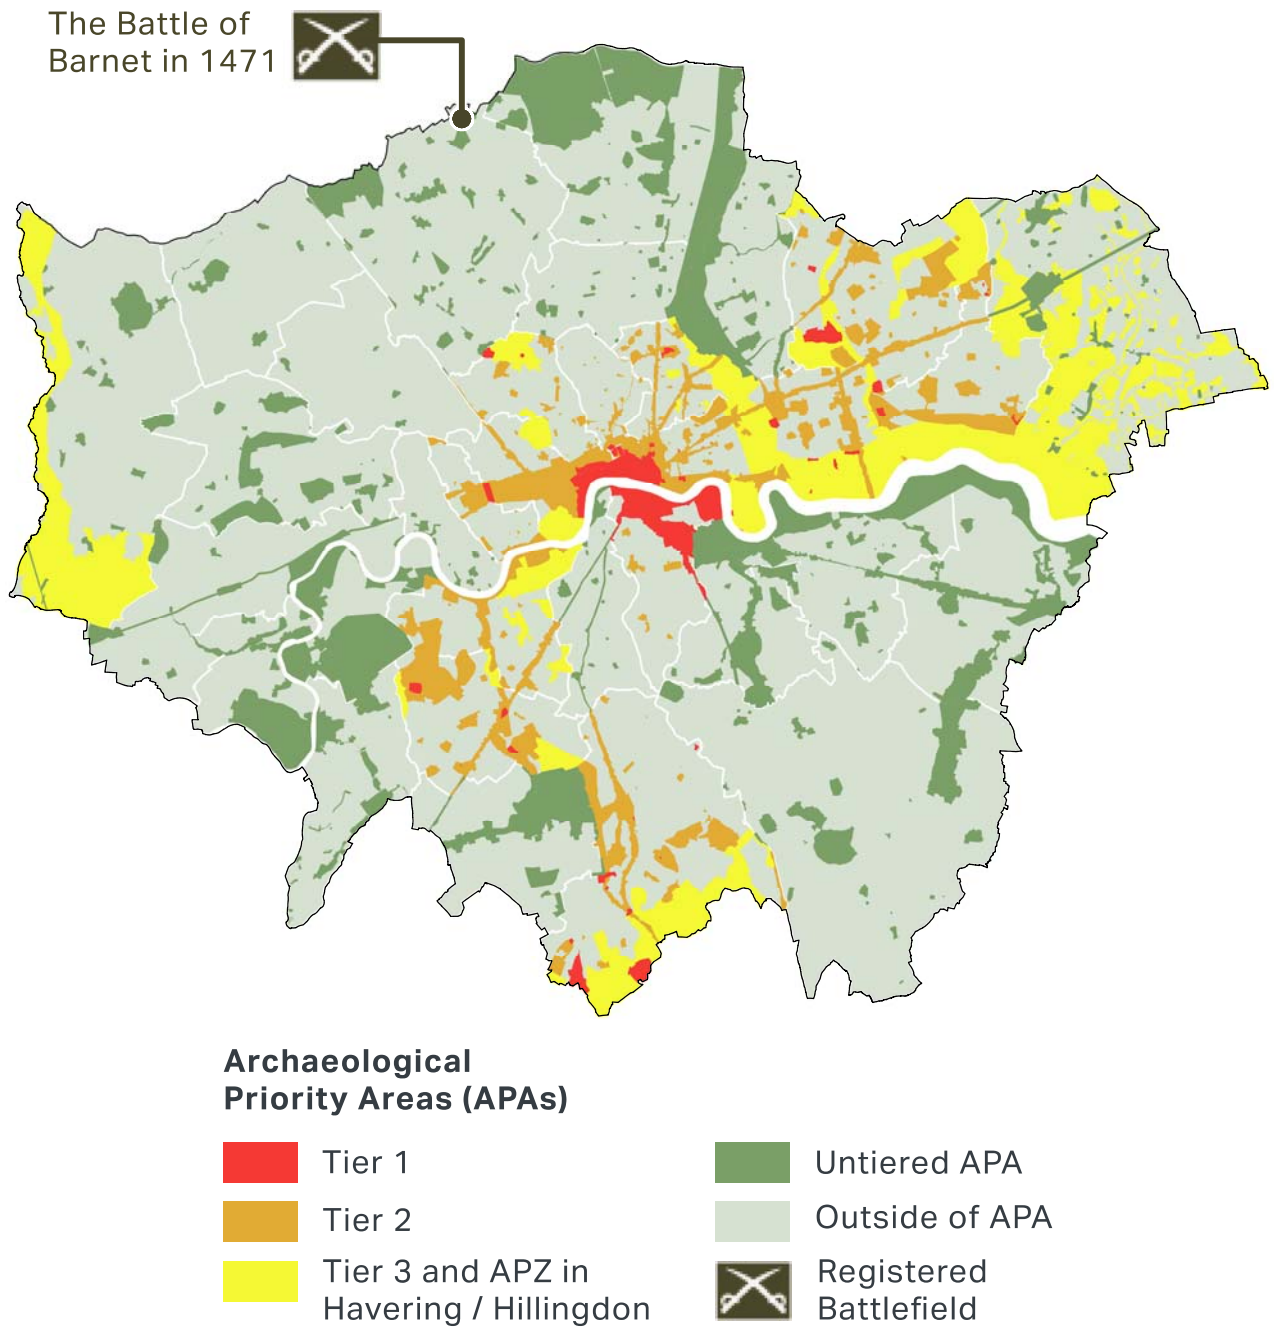 The Battle of
Barnet in 1471
Archaeological
Priority Areas (APAs)
Tier 1
Tier 2
Tier 3 and APZ in
Havering / Hillingdon
Untiered APA
Outside of APA
Registered
Battlefield